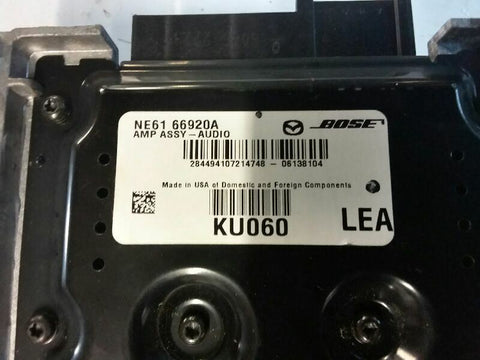 NE61 66920A
AMP ASSY-AUDIO
BOSE
284494107214748 - 06138104
Made in USA of Domestic and Foreign Components
KU060
LEA